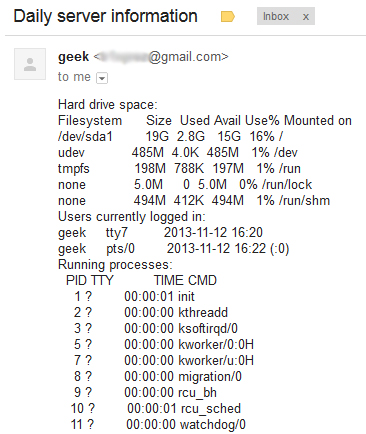 Daily server information
Inbox x
geek < @gmail.com>
to me
Hard drive space:
Filesystem Size Used Avail Use% Mounted on
/dev/sda1 19G 2.8G 15G 16% /
udev 485M 4.0K 485M 1% /dev
tmpfs 198M 788K 197M 1% /run
none 5.0M 0 5.0M 0% /run/lock
none 494M 412K 494M 1% /run/shm
Users currently logged in:
geek tty7 2013-11-12 16:20
geek pts/0 2013-11-12 16:22 (:0)
Running processes:
PID TTY TIME CMD
1 ? 00:00:01 init
2 ? 00:00:00 kthreadd
3 ? 00:00:00 ksoftirqd/0
5 ? 00:00:00 kworker/0:0H
7 ? 00:00:00 kworker/u:0H
8 ? 00:00:00 migration/0
9 ? 00:00:00 rcu_bh
10 ? 00:00:01 rcu_sched
11 ? 00:00:00 watchdog/0